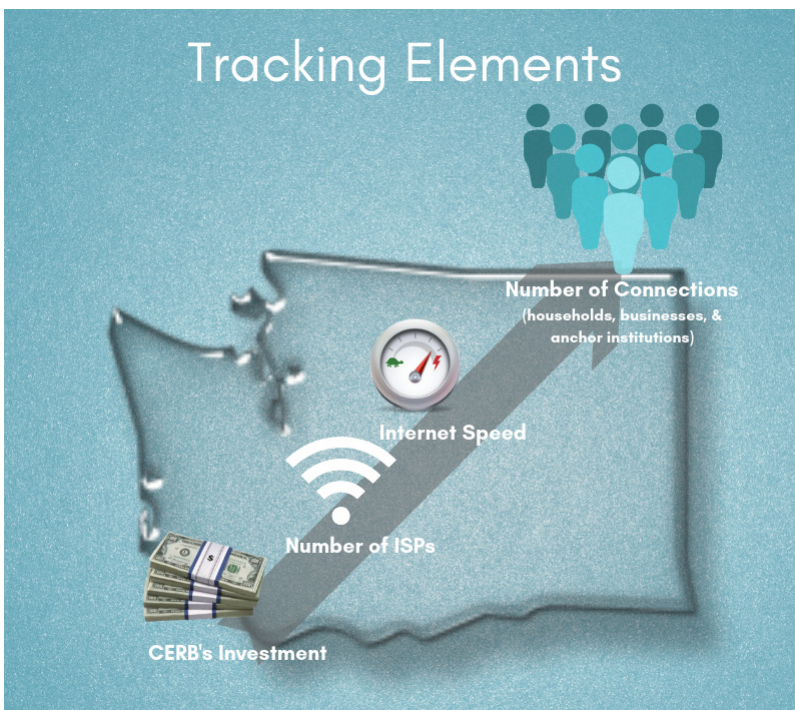 Tracking Elements
Number of Connections
(households, businesses, &
anchor institutions)
Internet Speed
Number of ISPs
$
CERB's Investment